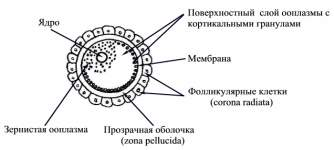 Ядро
Поверхностный слой ооплазмы с
кортикальными гранулами
Мембрана
Фолликулярные клетки
(corona radiata)
Зернистая ооплазма
Прозрачная оболочка
(zona pellucida)